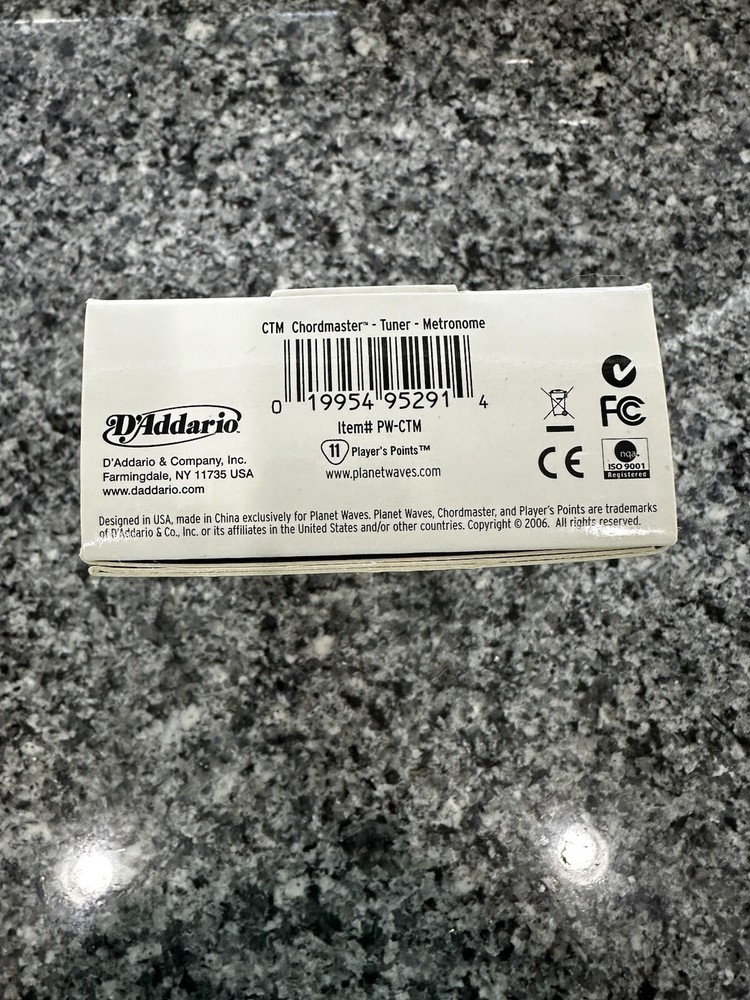 CTM Chordmaster™ - Tuner - Metronome
0 19954 95291 4
Item# PW-CTM
11 Player's Points™
www.planetwaves.com
D'Addario
D'Addario & Company, Inc.
Farmingdale, NY 11735 USA
www.daddario.com
FC
CE
nqa
ISO 9001
Registered
Designed in USA, made in China exclusively for Planet Waves. Planet Waves, Chordmaster, and Player's Points are trademarks
of D'Addario & Co., Inc. or its affiliates in the United States and/or other countries. Copyright © 2006. All rights reserved.